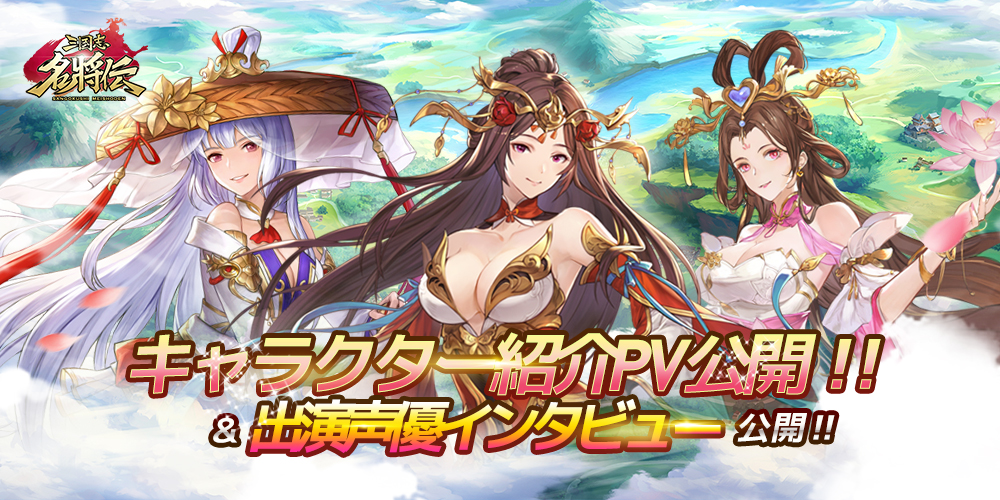 三国志
名将伝
SANGOKUSHI MEISHODEN
キャラクター紹介PV公開!!
& 出演声優インタビュー 公開!!